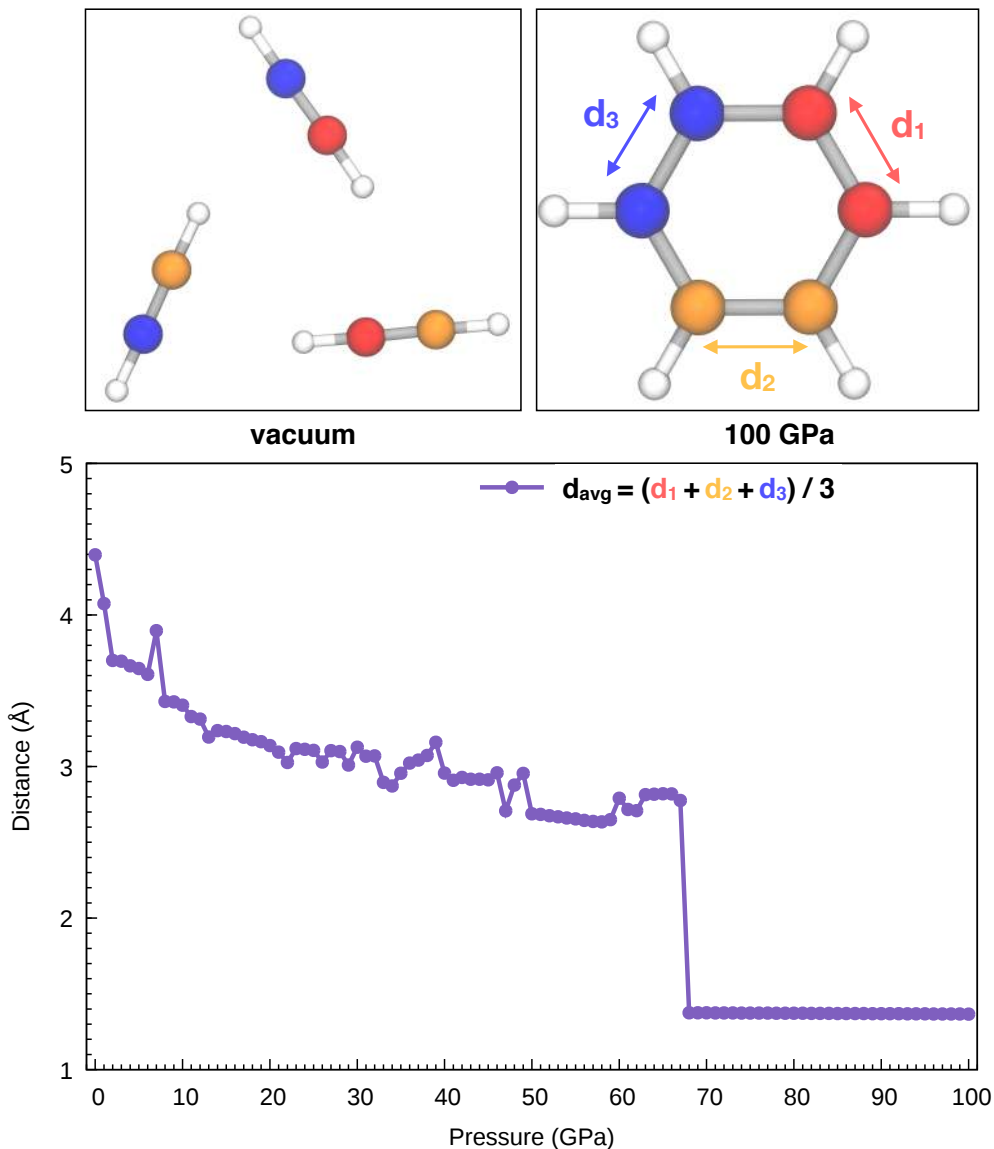 d₃
d₁
d₂
vacuum
100 GPa
d_avg = (d₁ + d₂ + d₃) / 3
5
4
3
2
1
Distance (Å)
0 10 20 30 40 50 60 70 80 90 100
Pressure (GPa)